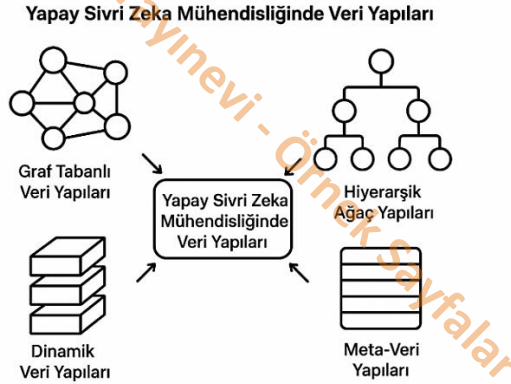 Yapay Sivri Zeka Mühendisliğinde Veri Yapıları
Graf Tabanlı
Veri Yapıları
Hiyerarşik
Ağaç Yapıları
Yapay Sivri Zeka
Mühendisliğinde
Veri Yapıları
Dinamik
Veri Yapıları
Meta-Veri
Yapıları
ayınevi - Örnek Sayfalar